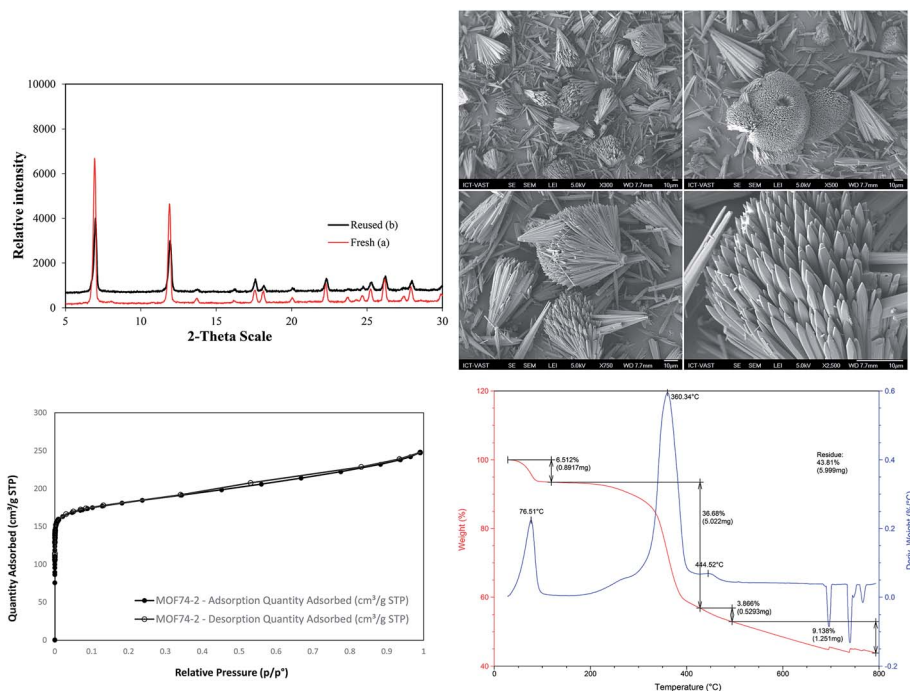 10000
8000
6000
4000
2000
0
Relative intensity
Reused (b)
Fresh (a)
5
10
15
20
25
30
2-Theta Scale
ICT-VAST SE SEM LEI 5.0kV X300 WD 7.7mm 10μm
ICT-VAST SE SEM LEI 5.0kV X500 WD 7.7mm 10μm
ICT-VAST SE SEM LEI 5.0kV X750 WD 7.7mm 10μm
ICT-VAST SE SEM LEI 5.0kV X2,500 WD 7.7mm 10μm
300
250
200
150
100
50
0
Quantity Adsorbed (cm³/g STP)
MOF74-2 - Adsorption Quantity Adsorbed (cm³/g STP)
MOF74-2 - Desorption Quantity Adsorbed (cm³/g STP)
0
0.1
0.2
0.3
0.4
0.5
0.6
0.7
0.8
0.9
1
Relative Pressure (p/p°)
120
100
80
60
40
Weight (%)
360.34°C
6.512%
(0.8917mg)
Residue:
43.81%
(5.999mg)
36.68%
(5.022mg)
76.51°C
444.52°C
3.866%
(0.5293mg)
9.138%
(1.251mg)
0.6
0.4
0.2
0.0
-0.2
Deriv. Weight (%/°C)
0
200
400
600
800
Temperature (°C)